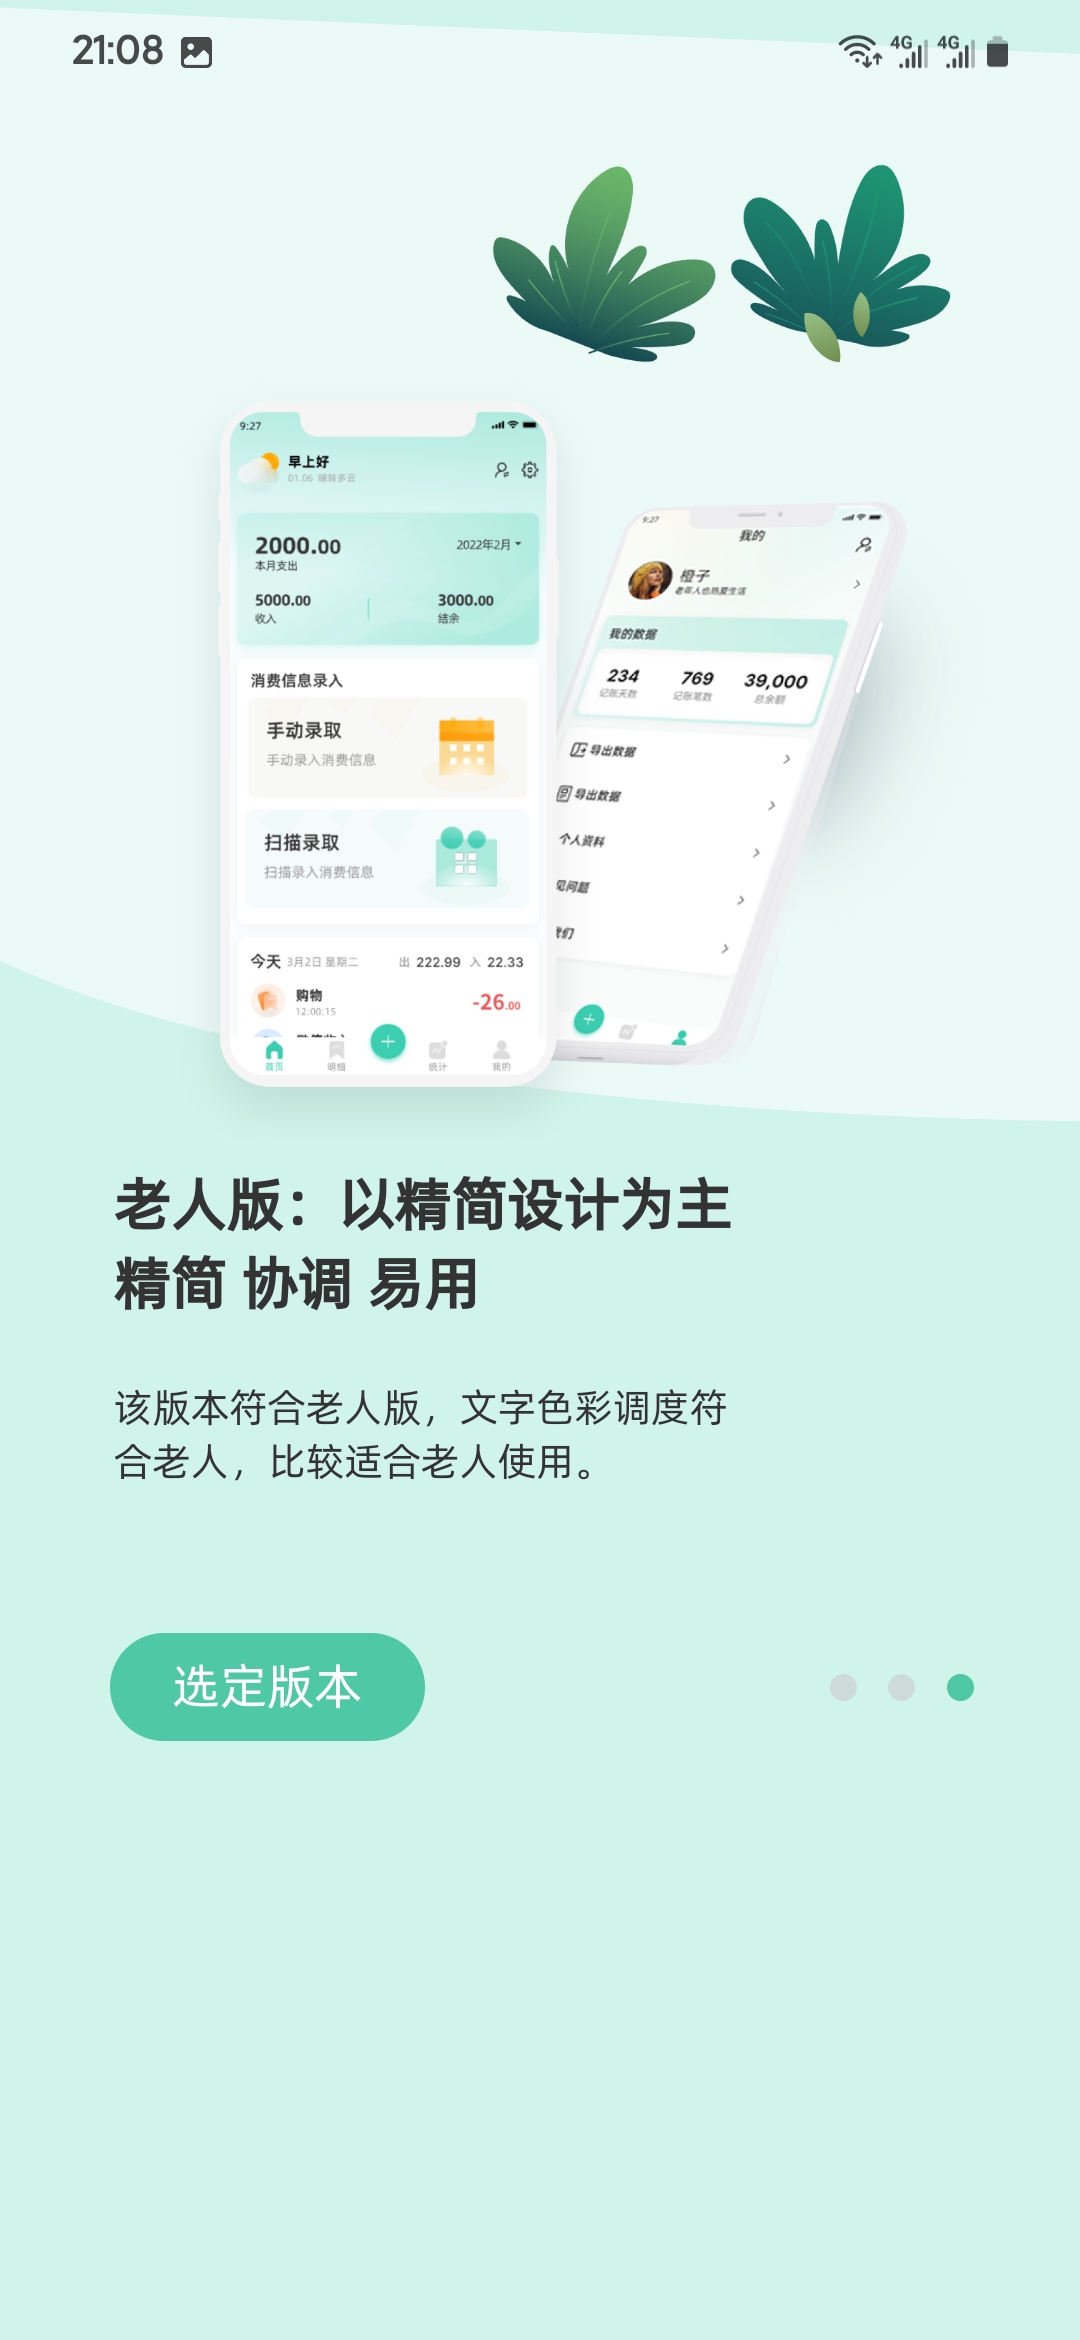 21:08
4G 4G
9:27
早上好
01.06 晴转多云
2000.00
2022年2月
本月支出
5000.00
3000.00
收入
结余
消费信息录入
手动录取
手动录入消费信息
扫描录取
扫描录入消费信息
今天 3月2日 星期二 出 222.99 入 22.33
购物
-26.00
12:00:15
首页 明细 统计 我的
9:27
我的
橙子
老年人也热爱生活
我的数据
234 769 39,000
记账天数 记账笔数 总余额
导出数据
导出数据
个人资料
见问题
我们
老人版：以精简设计为主
精简 协调 易用
该版本符合老人版，文字色彩调度符
合老人，比较适合老人使用。
选定版本